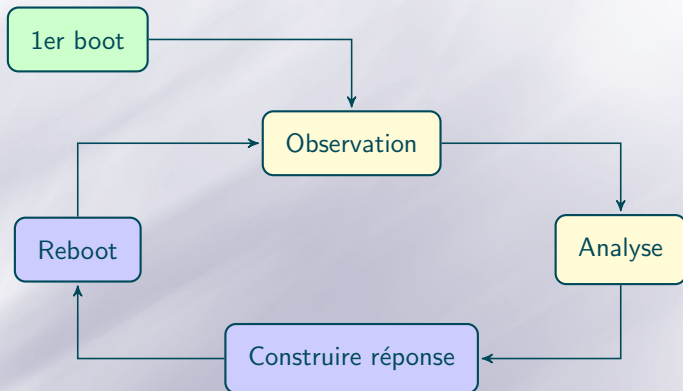 1er boot
Observation
Reboot
Analyse
Construire réponse